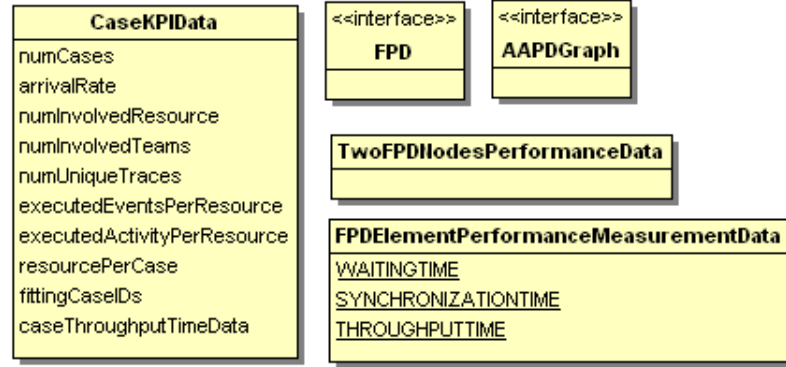 CaseKPIData
numCases
arrivalRate
numInvolvedResource
numInvolvedTeams
numUniqueTraces
executedEventsPerResource
executedActivityPerResource
resourcePerCase
fittingCaseIDs
caseThroughputTimeData
<<interface>>
FPD
<<interface>>
AAPDGraph
TwoFPDNodesPerformanceData
FPDElementPerformanceMeasurementData
WAITINGTIME
SYNCHRONIZATIONTIME
THROUGHPUTTIME